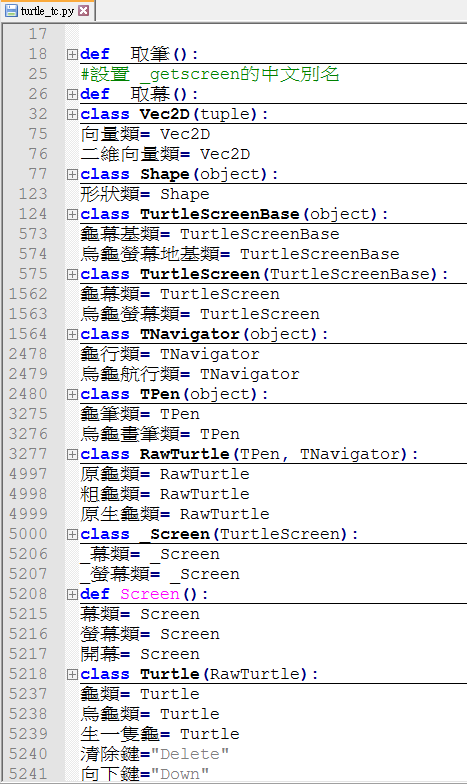 turtle_tc.py
17
18 def _取筆():
25 #設置 _getscreen的中文別名
26 def _取幕():
32 class Vec2D(tuple):
75 向量類= Vec2D
76 二維向量類= Vec2D
77 class Shape(object):
123 形狀類= Shape
124 class TurtleScreenBase(object):
573 龜幕基類= TurtleScreenBase
574 烏龜螢幕地基類= TurtleScreenBase
575 class TurtleScreen(TurtleScreenBase):
1562 龜幕類= TurtleScreen
1563 烏龜螢幕類= TurtleScreen
1564 class TNavigator(object):
2478 龜行類= TNavigator
2479 烏龜航行類= TNavigator
2480 class TPen(object):
3275 龜筆類= TPen
3276 烏龜畫筆類= TPen
3277 class RawTurtle(TPen, TNavigator):
4997 原龜類= RawTurtle
4998 粗龜類= RawTurtle
4999 原生龜類= RawTurtle
5000 class _Screen(TurtleScreen):
5206 _幕類= _Screen
5207 _螢幕類= _Screen
5208 def Screen():
5215 幕類= Screen
5216 螢幕類= Screen
5217 開幕= Screen
5218 class Turtle(RawTurtle):
5237 龜類= Turtle
5238 烏龜類= Turtle
5239 生一隻龜= Turtle
5240 清除鍵="Delete"
5241 向下鍵="Down"